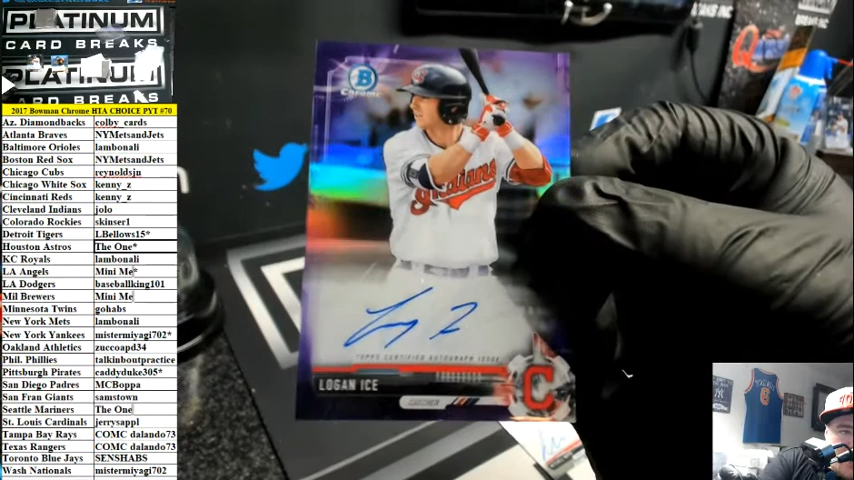 PLATINUM
CARD BREAKS
PLATINUM
CARD BREAKS
2017 Bowman Chrome HTA CHOICE PYT #70
Az. Diamondbacks colby_cards
Atlanta Braves NYMetsandJets
Baltimore Orioles lambonali
Boston Red Sox NYMetsandJets
Chicago Cubs reynoldsjn
Chicago White Sox kenny_z
Cincinnati Reds kenny_z
Cleveland Indians jolo
Colorado Rockies skinser1
Detroit Tigers LBellows15*
Houston Astros The One*
KC Royals lambonali
LA Angels Mini Me*
LA Dodgers baseballking101
Mil Brewers Mini Me
Minnesota Twins gohabs
New York Mets lambonali
New York Yankees mistermiyagi702*
Oakland Athletics zuccoapd34
Phil. Phillies talkinboutpractice
Pittsburgh Pirates caddyduke305*
San Diego Padres MCBoppa
San Fran Giants samstown
Seattle Mariners The One
St. Louis Cardinals jerrysappl
Tampa Bay Rays COMC dalando73
Texas Rangers COMC dalando73
Toronto Blue Jays SENSHABS
Wash Nationals mistermiyagi702
B
Chrome
Indians
TOPPS CERTIFIED AUTOGRAPH ISSUE
LOGAN ICE
C